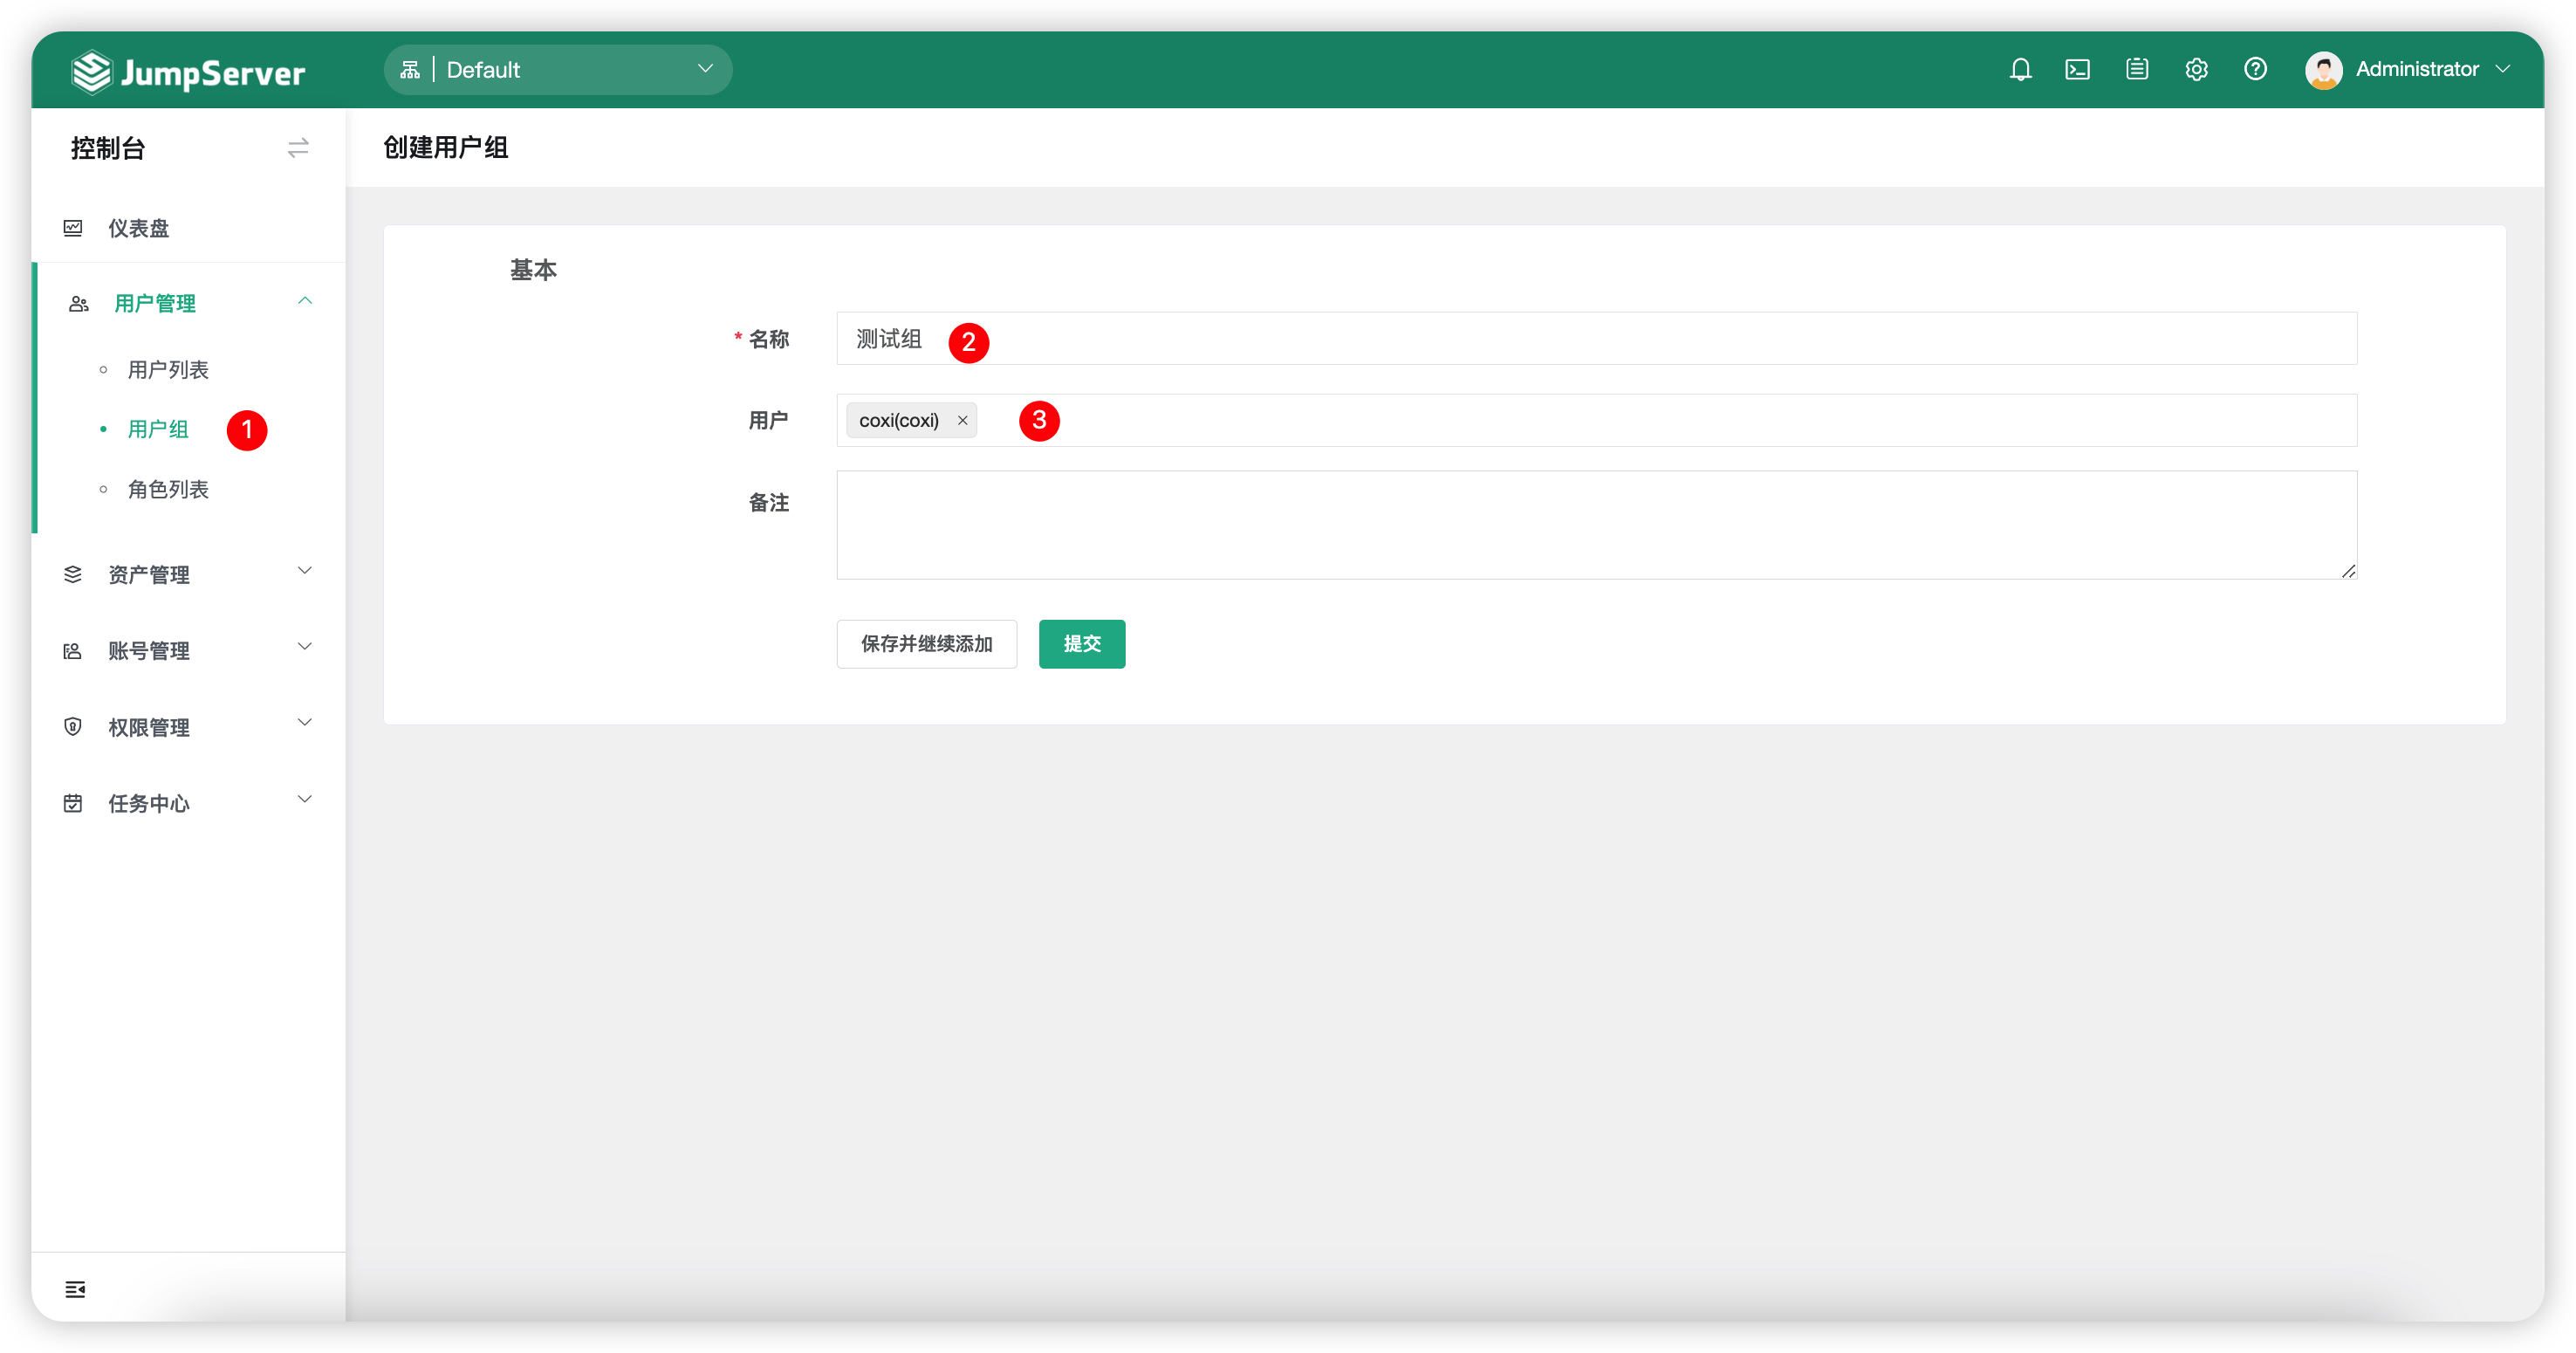 JumpServer
Default
Administrator
控制台
创建用户组
仪表盘
基本
用户管理
* 名称
测试组
2
用户列表
用户
coxi(coxi) ×
3
用户组
1
角色列表
备注
资产管理
保存并继续添加
提交
账号管理
权限管理
任务中心